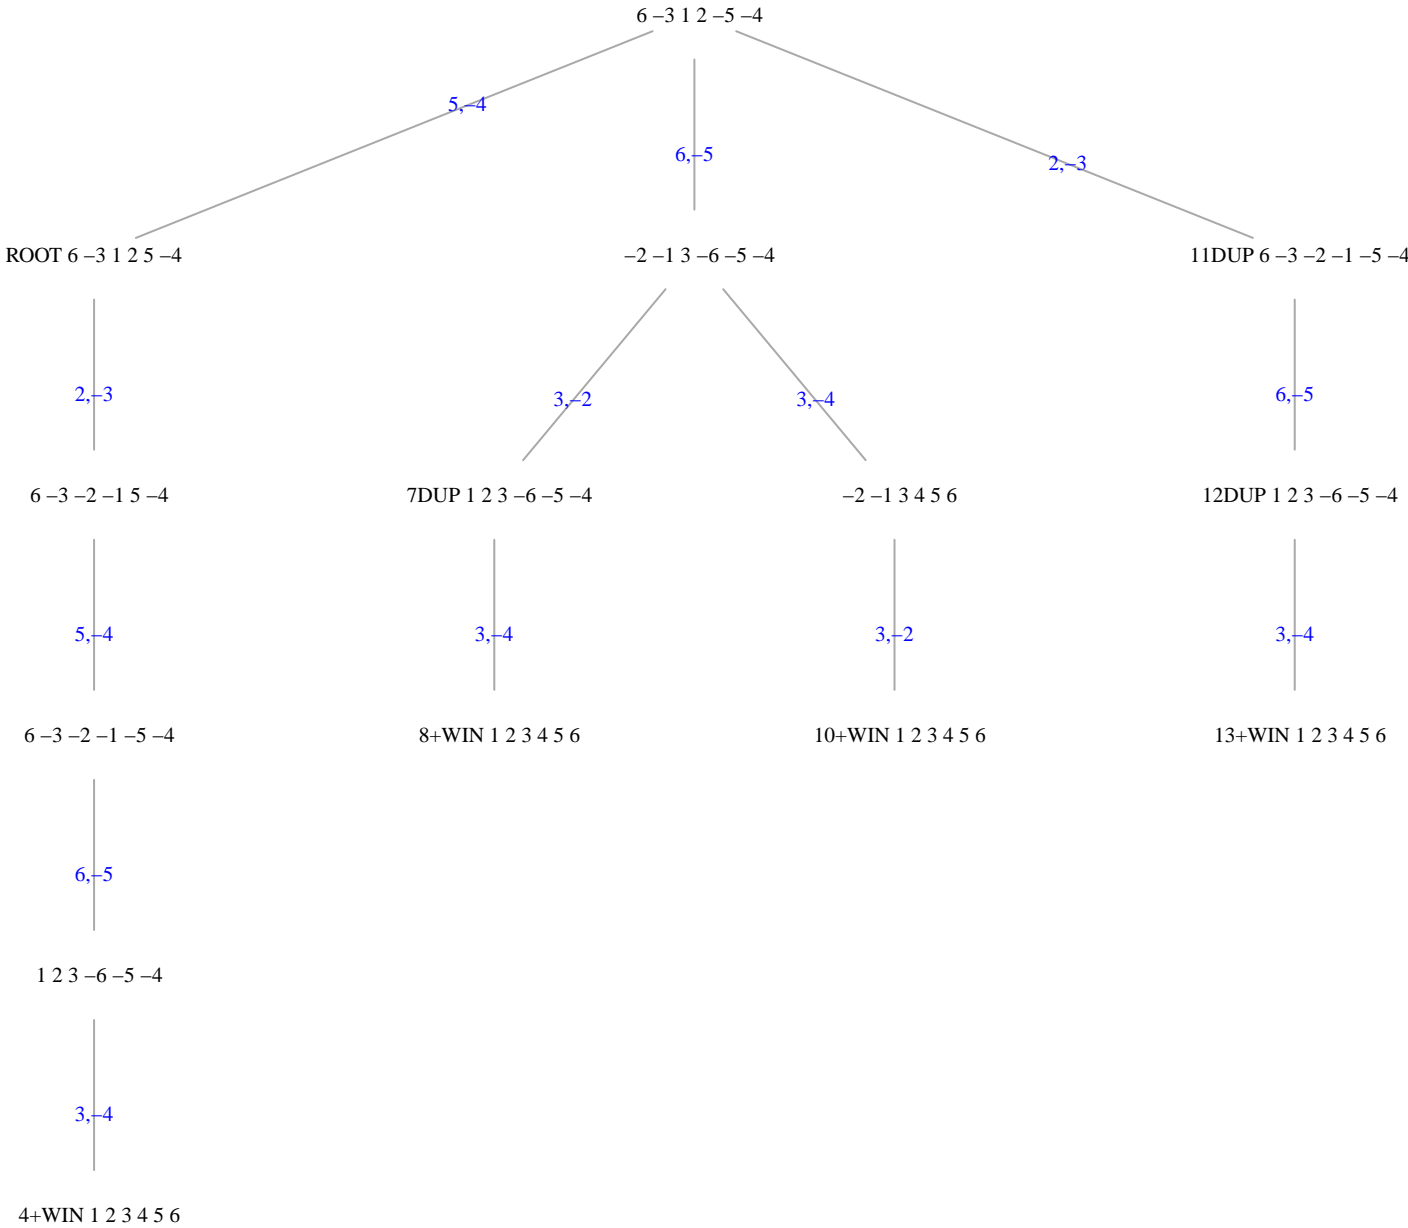 6 –3 1 2 –5 –4
5,–4
6,–5
2,–3
ROOT 6 –3 1 2 5 –4
–2 –1 3 –6 –5 –4
11DUP 6 –3 –2 –1 –5 –4
2,–3
3,–2
3,–4
6,–5
6 –3 –2 –1 5 –4
7DUP 1 2 3 –6 –5 –4
–2 –1 3 4 5 6
12DUP 1 2 3 –6 –5 –4
5,–4
3,–4
3,–2
3,–4
6 –3 –2 –1 –5 –4
8+WIN 1 2 3 4 5 6
10+WIN 1 2 3 4 5 6
13+WIN 1 2 3 4 5 6
6,–5
1 2 3 –6 –5 –4
3,–4
4+WIN 1 2 3 4 5 6